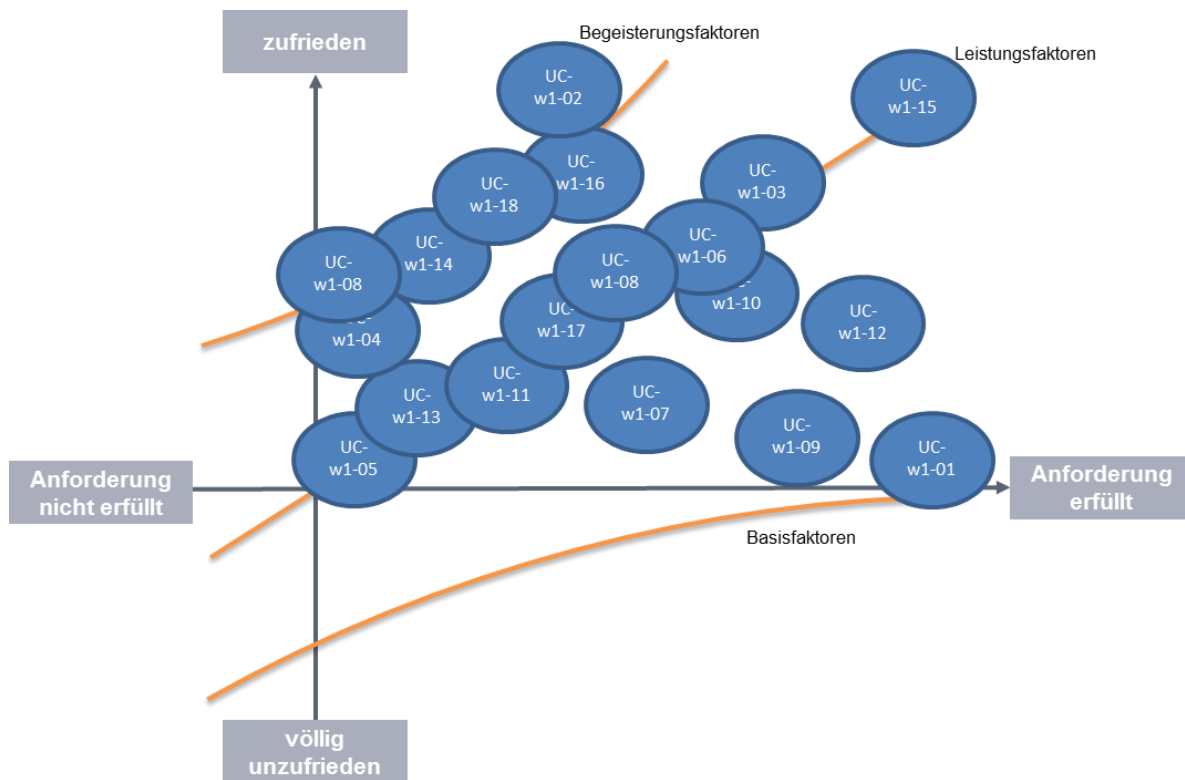 zufrieden
Begeisterungsfaktoren
Leistungsfaktoren
UC-
w1-02
UC-
w1-15
UC-
w1-16
UC-
w1-03
UC-
w1-18
UC-
w1-14
UC-
w1-06
UC-
w1-08
UC-
w1-08
UC-
w1-10
UC-
w1-04
UC-
w1-17
UC-
w1-12
UC-
w1-11
UC-
w1-13
UC-
w1-07
UC-
w1-09
UC-
w1-05
UC-
w1-01
Anforderung
nicht erfüllt
Anforderung
erfüllt
Basisfaktoren
völlig
unzufrieden